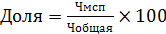 Доля = Чмсп / Чобщая × 100